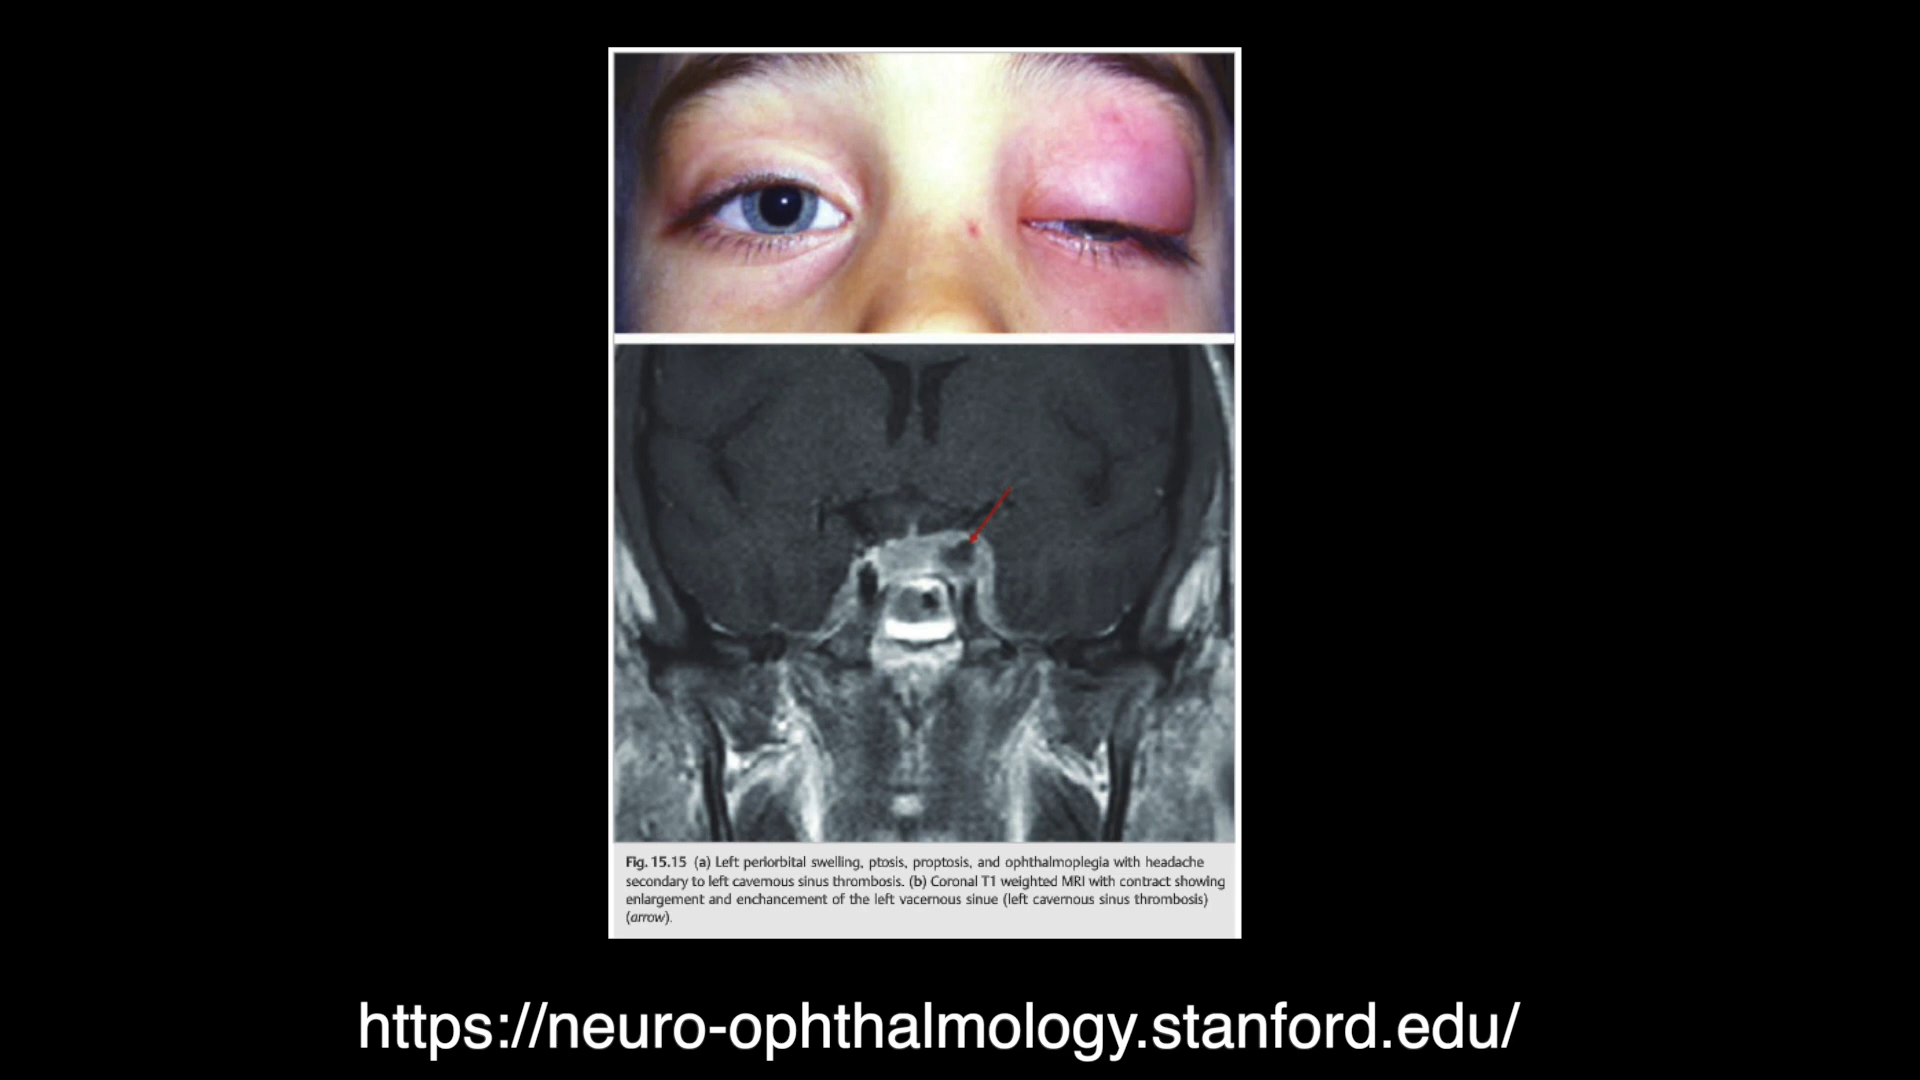 Fig. 15.15 (a) Left periorbital swelling, ptosis, proptosis, and ophthalmoplegia with headache
secondary to left cavernous sinus thrombosis. (b) Coronal T1 weighted MRI with contract showing
enlargement and enchancement of the left vacernous sinue (left cavernous sinus thrombosis)
(arrow).
https://neuro-ophthalmology.stanford.edu/